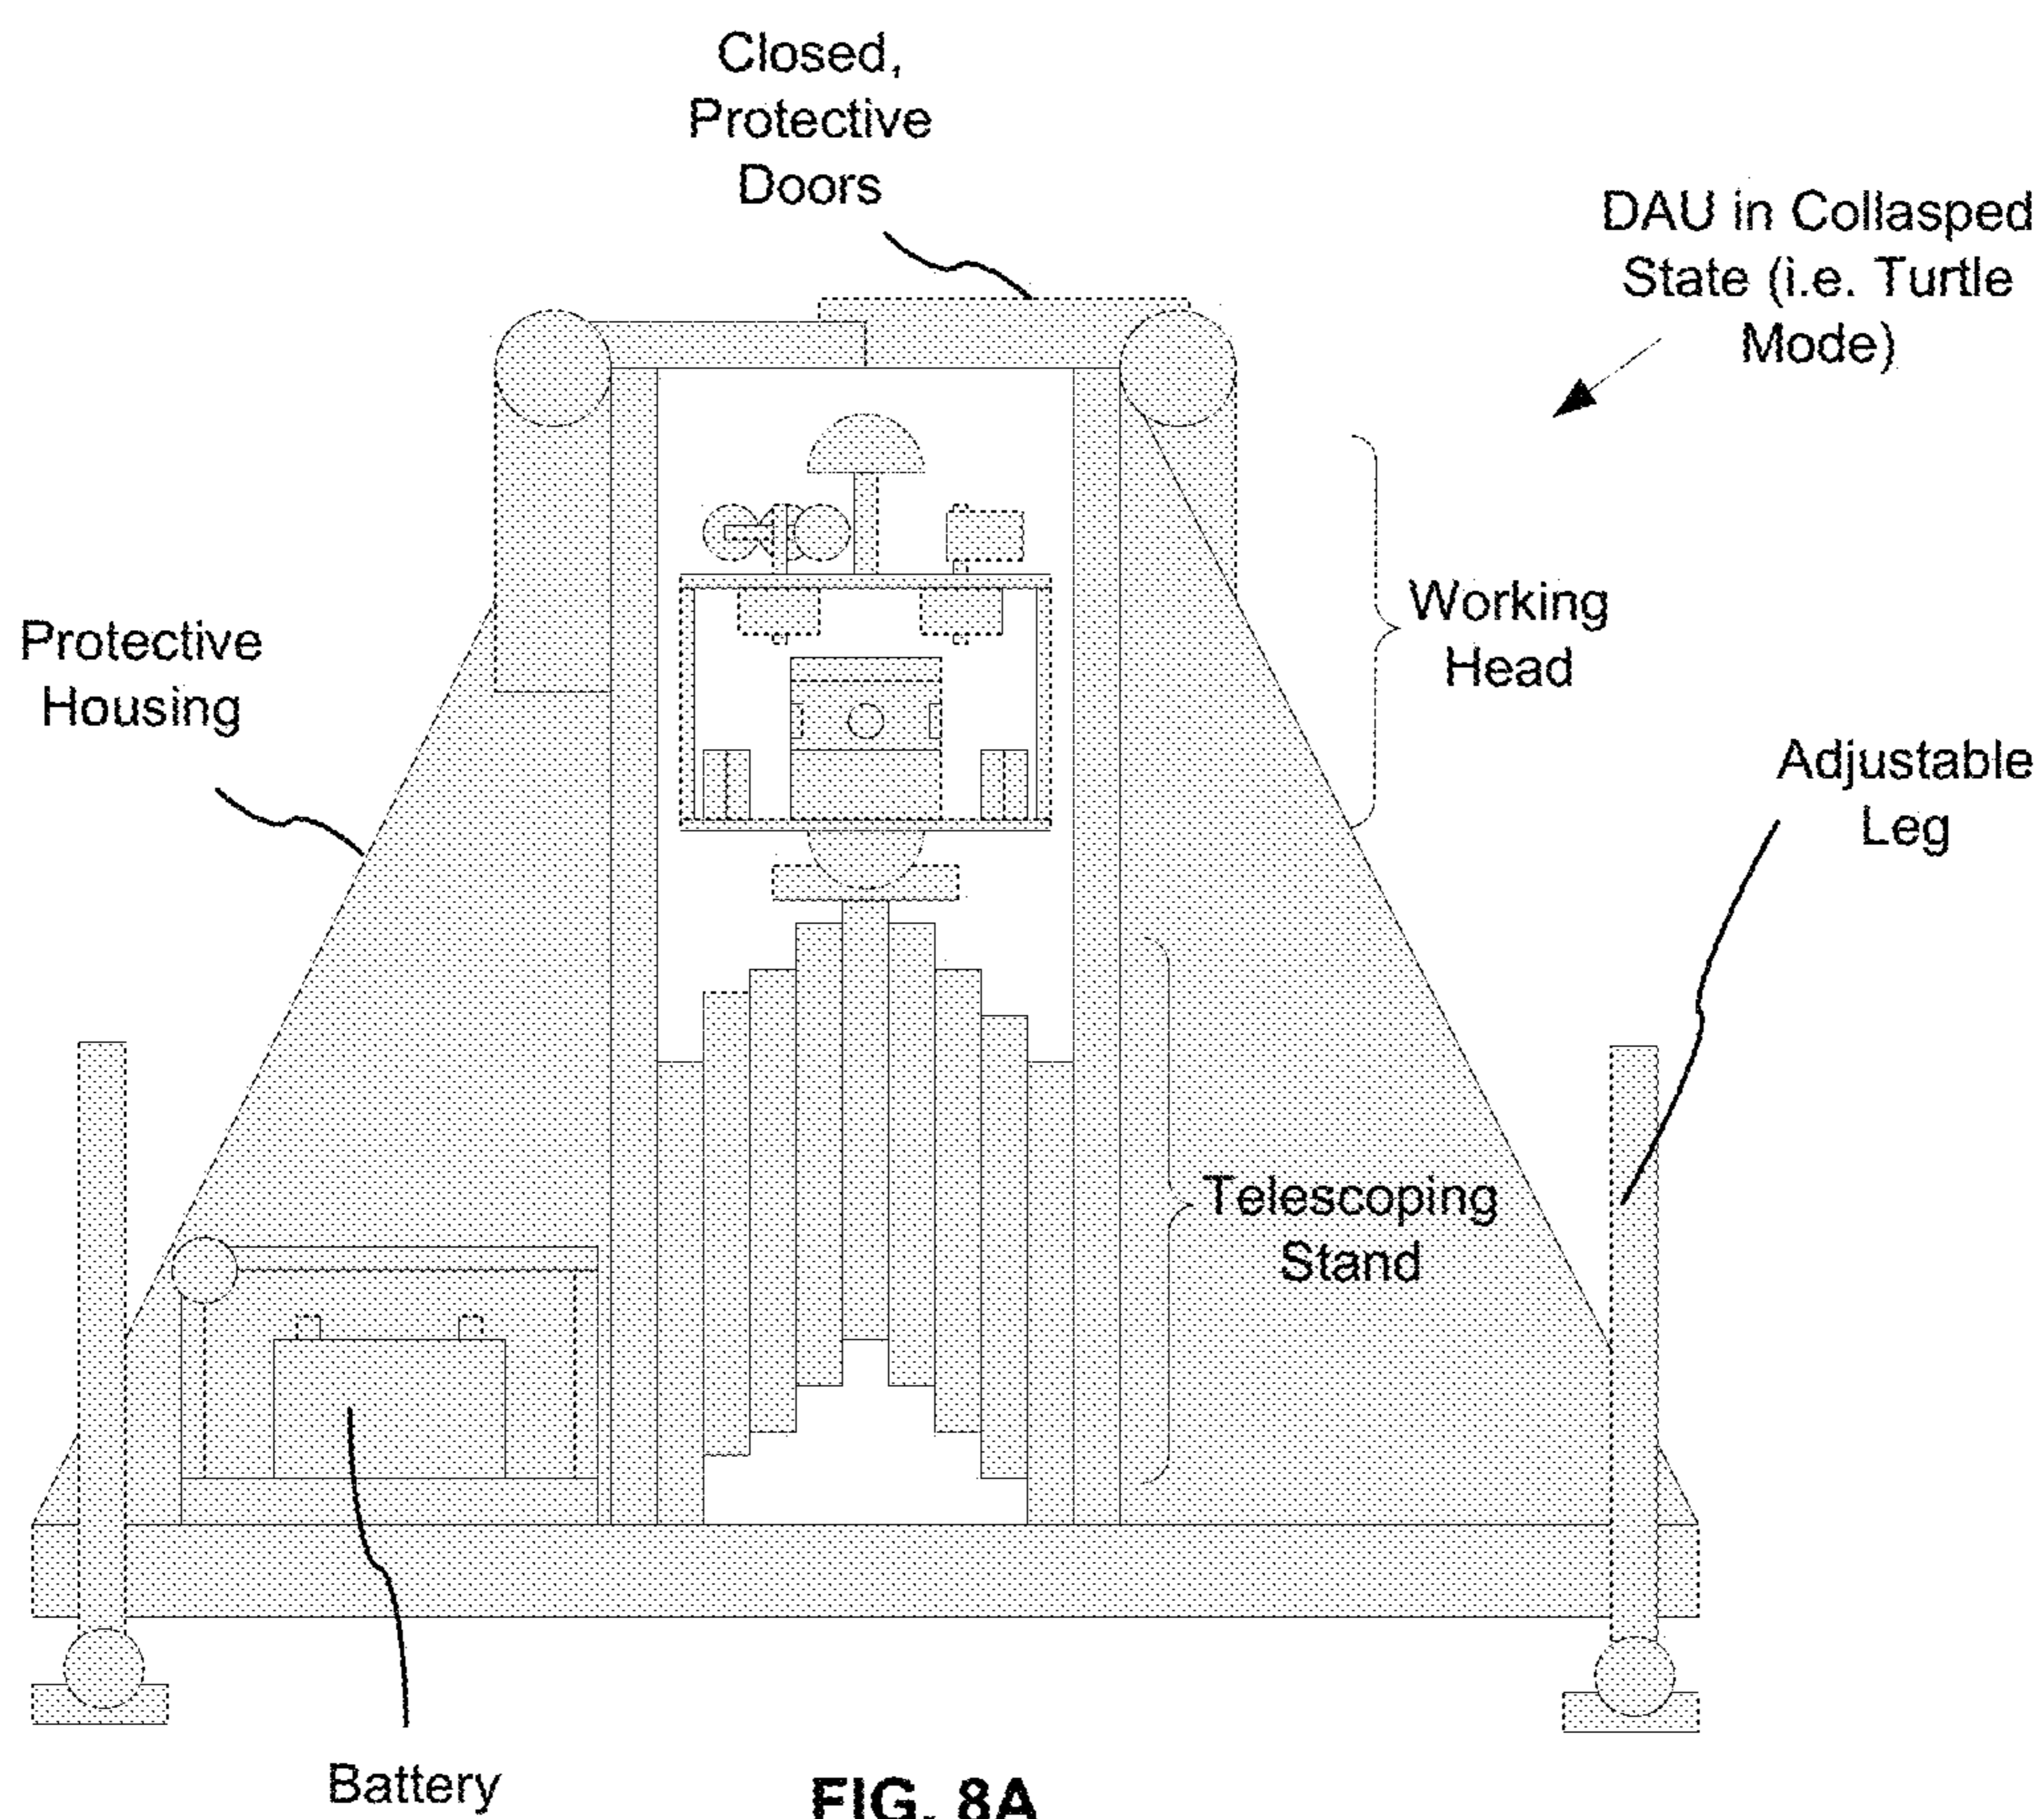 Closed,
Protective
Doors
DAU in Collasped
State (i.e. Turtle
Mode)
Working
Head
Protective
Housing
Adjustable
Leg
Telescoping
Stand
Battery
FIG. 8A